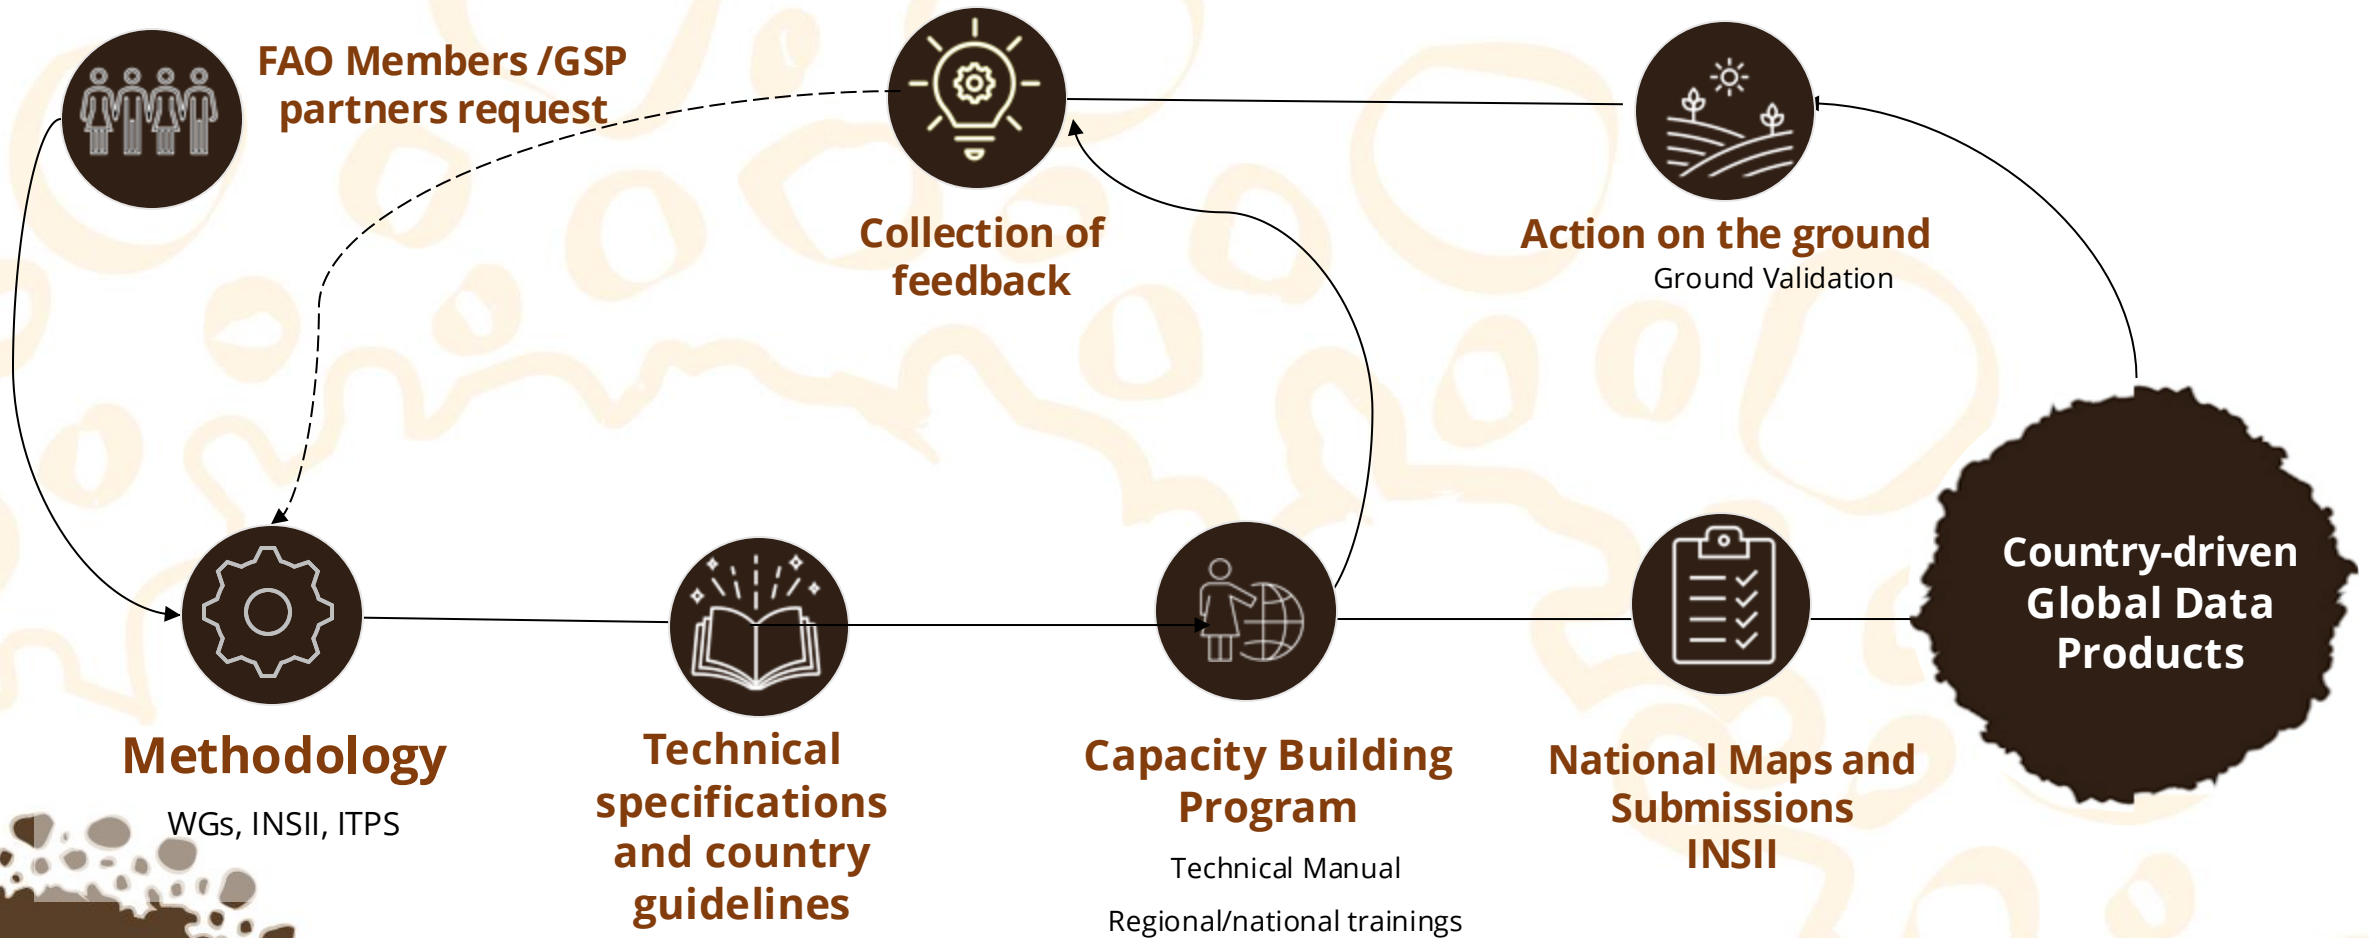 FAO Members /GSP
partners request
Collection of
feedback
Action on the ground
Ground Validation
Country-driven
Global Data
Products
Methodology
WGs, INSII, ITPS
Technical
specifications
and country
guidelines
Capacity Building
Program
Technical Manual
Regional/national trainings
National Maps and
Submissions
INSII